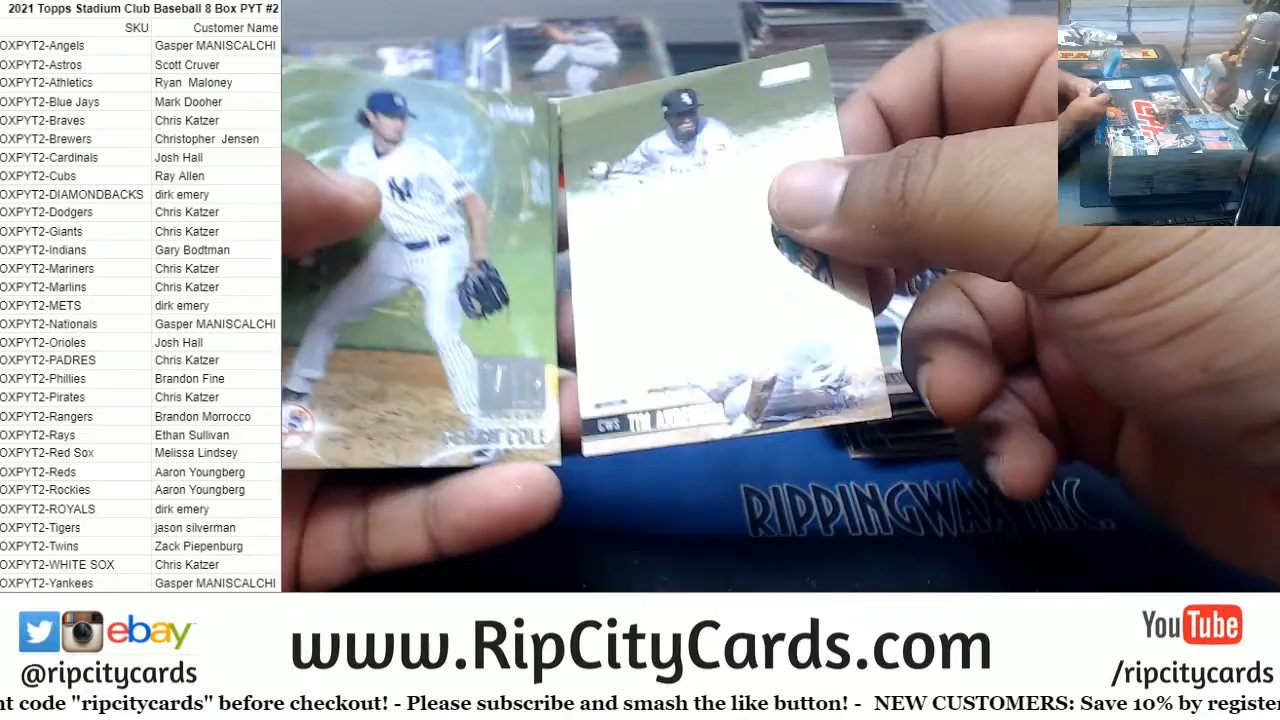 2021 Topps Stadium Club Baseball 8 Box PYT #2
SKU Customer Name
OXPYT2-Angels Gasper MANISCALCHI
OXPYT2-Astros Scott Cruver
OXPYT2-Athletics Ryan Maloney
OXPYT2-Blue Jays Mark Dooher
OXPYT2-Braves Chris Katzer
OXPYT2-Brewers Christopher Jensen
OXPYT2-Cardinals Josh Hall
OXPYT2-Cubs Ray Allen
OXPYT2-DIAMONDBACKS dirk emery
OXPYT2-Dodgers Chris Katzer
OXPYT2-Giants Chris Katzer
OXPYT2-Indians Gary Bodtman
OXPYT2-Mariners Chris Katzer
OXPYT2-Marlins Chris Katzer
OXPYT2-METS dirk emery
OXPYT2-Nationals Gasper MANISCALCHI
OXPYT2-Orioles Josh Hall
OXPYT2-PADRES Chris Katzer
OXPYT2-Phillies Brandon Fine
OXPYT2-Pirates Chris Katzer
OXPYT2-Rangers Brandon Morrocco
OXPYT2-Rays Ethan Sullivan
OXPYT2-Red Sox Melissa Lindsey
OXPYT2-Reds Aaron Youngberg
OXPYT2-Rockies Aaron Youngberg
OXPYT2-ROYALS dirk emery
OXPYT2-Tigers jason silverman
OXPYT2-Twins Zack Piepenburg
OXPYT2-WHITE SOX Chris Katzer
OXPYT2-Yankees Gasper MANISCALCHI
COLE
CWS TIM
RIPPINGWAX INC.
ebay
@ripcitycards
www.RipCityCards.com
YouTube
/ripcitycards
nt code "ripcitycards" before checkout! - Please subscribe and smash the like button! - NEW CUSTOMERS: Save 10% by register